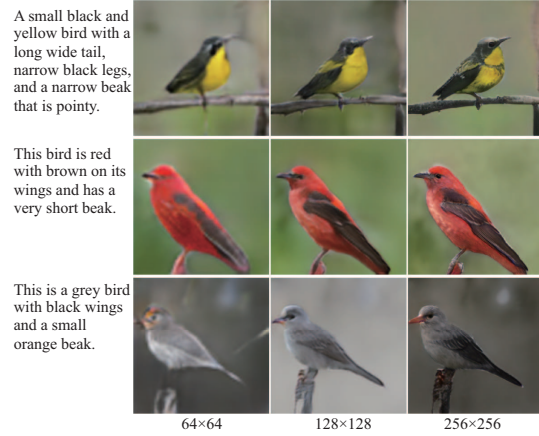 A small black and
yellow bird with a
long wide tail,
narrow black legs,
and a narrow beak
that is pointy.
This bird is red
with brown on its
wings and has a
very short beak.
This is a grey bird
with black wings
and a small
orange beak.
64×64 128×128 256×256